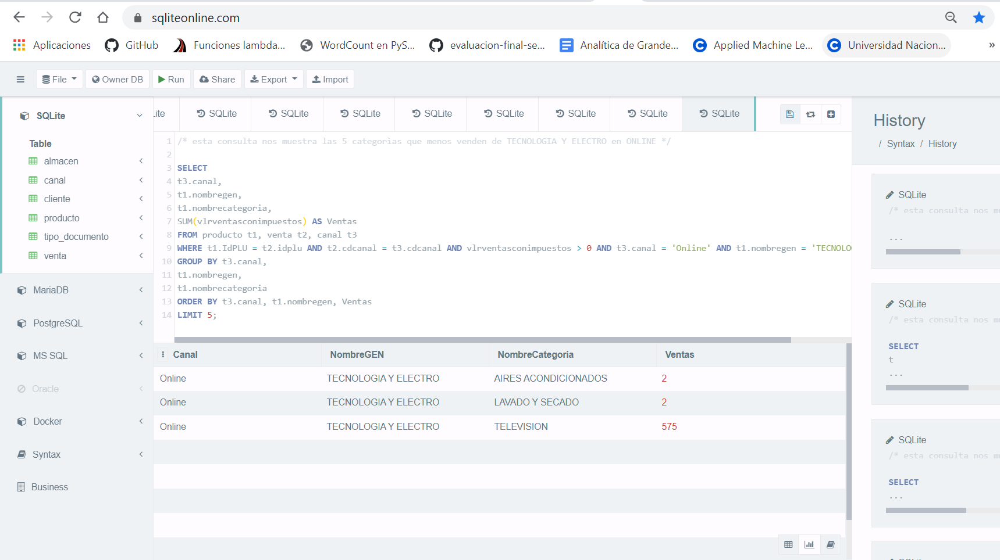 sqliteonline.com
Aplicaciones GitHub Funciones lambda... WordCount en PyS... evaluacion-final-se... Analítica de Grande... Applied Machine Le... Universidad Nacion... »
File Owner DB Run Share Export Import
SQLite
Table
almacen
canal
cliente
producto
tipo_documento
venta
MariaDB
PostgreSQL
MS SQL
Oracle
Docker
Syntax
Business
ite SQLite SQLite SQLite SQLite SQLite SQLite SQLite SQLite
1 /* esta consulta nos muestra las 5 categorias que menos venden de TECNOLOGIA Y ELECTRO en ONLINE */
2
3 SELECT
4 t3.canal,
5 t1.nombregen,
6 t1.nombrecategoria,
7 SUM(vlrventasconimpuestos) AS Ventas
8 FROM producto t1, venta t2, canal t3
9 WHERE t1.IdPLU = t2.idplu AND t2.cdcanal = t3.cdcanal AND vlrventasconimpuestos > 0 AND t3.canal = 'Online' AND t1.nombregen = 'TECNOLO
10 GROUP BY t3.canal,
11 t1.nombregen,
12 t1.nombrecategoria
13 ORDER BY t3.canal, t1.nombregen, Ventas
14 LIMIT 5;
Canal NombreGEN NombreCategoria Ventas
Online TECNOLOGIA Y ELECTRO AIRES ACONDICIONADOS 2
Online TECNOLOGIA Y ELECTRO LAVADO Y SECADO 2
Online TECNOLOGIA Y ELECTRO TELEVISION 575
History
/ Syntax / History
SQLite
/* esta consulta nos mu
...
SQLite
/* esta consulta nos mu
SELECT
t
...
SQLite
/* esta consulta nos mu
SELECT
...